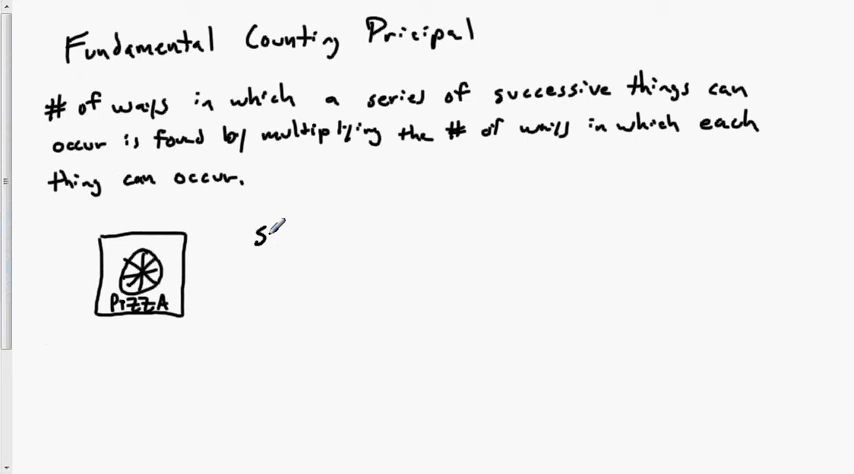 Fundamental Counting Pricipal
# of ways in which a series of successive things can
occur is found by multiplying the # of ways in which each
thing can occur.
S
PIZZA